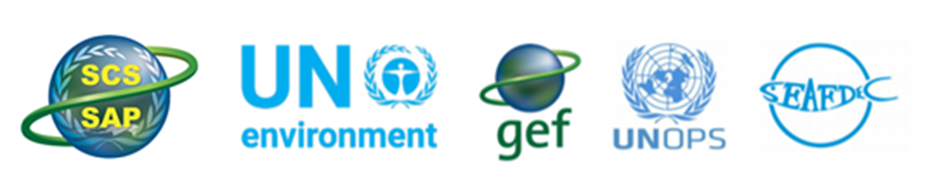 SCS
SAP
UN
environment
gef
UNOPS
SEAFDEC